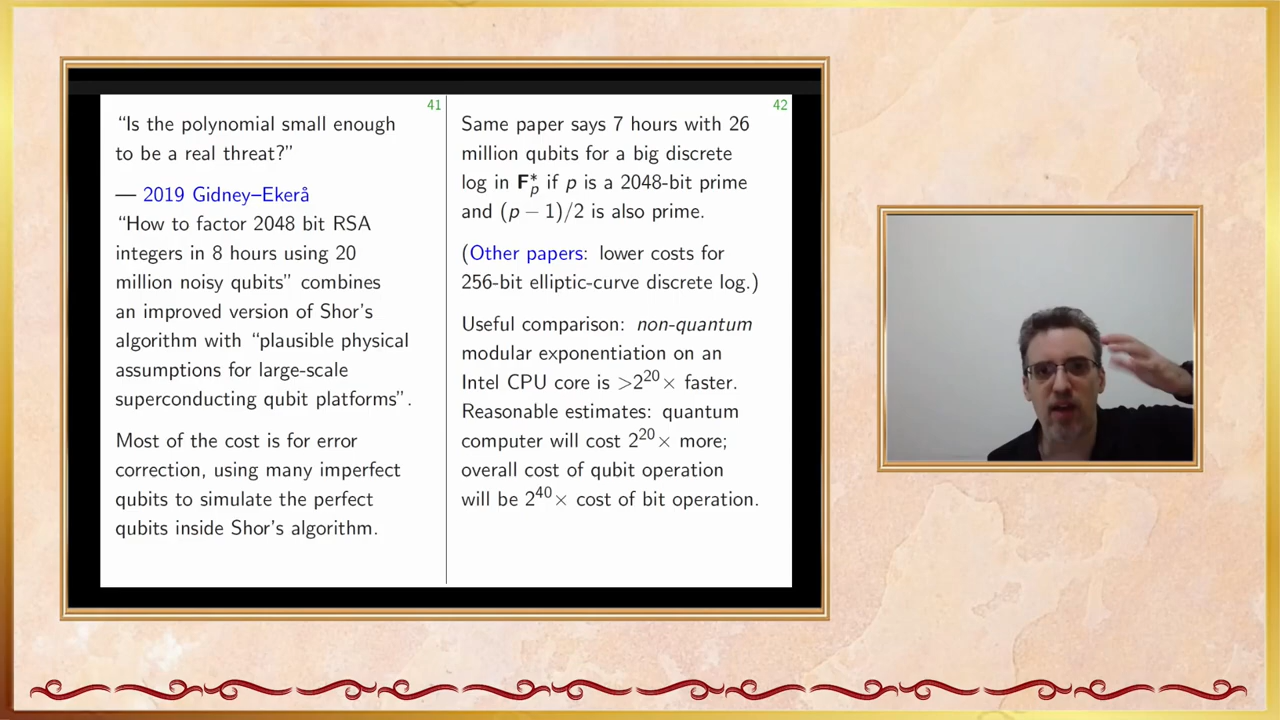 41
“Is the polynomial small enough
to be a real threat?”
— 2019 Gidney–Ekerå
“How to factor 2048 bit RSA
integers in 8 hours using 20
million noisy qubits” combines
an improved version of Shor’s
algorithm with “plausible physical
assumptions for large-scale
superconducting qubit platforms”.
Most of the cost is for error
correction, using many imperfect
qubits to simulate the perfect
qubits inside Shor’s algorithm.
42
Same paper says 7 hours with 26
million qubits for a big discrete
log in F*p if p is a 2048-bit prime
and (p − 1)/2 is also prime.
(Other papers: lower costs for
256-bit elliptic-curve discrete log.)
Useful comparison: non-quantum
modular exponentiation on an
Intel CPU core is >2²⁰× faster.
Reasonable estimates: quantum
computer will cost 2²⁰× more;
overall cost of qubit operation
will be 2⁴⁰× cost of bit operation.